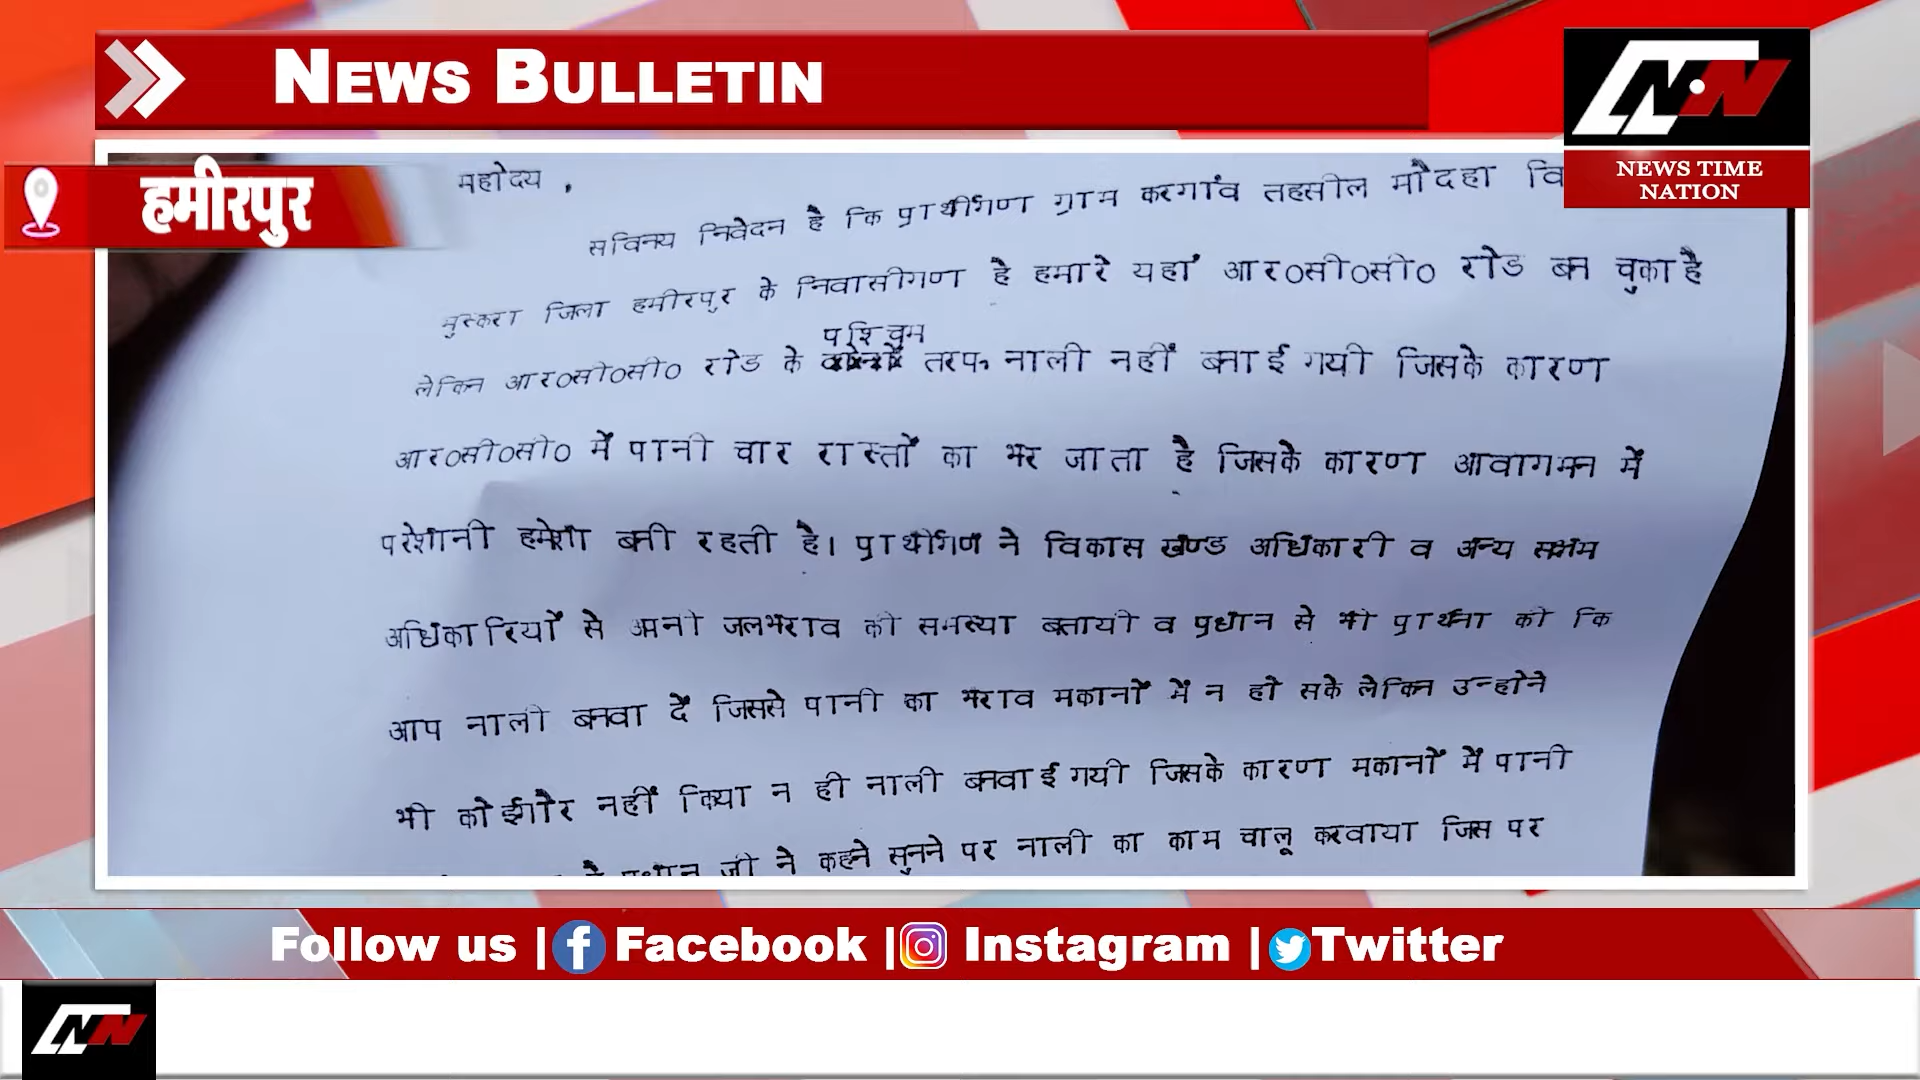 NEWS BULLETIN
NEWS TIME
NATION
हमीरपुर
महोदय ,
सविनय निवेदन है कि प्रार्थीगण ग्राम करगांव तहसील मौदहा वि
मुस्करा जिला हमीरपुर के निवासीगण है हमारे यहां आर०सी०सी० रोड बन चुका है
पश्चिम
लेकिन आर०सी०सी० रोड के तरफ नाली नहीं बनाई गयी जिसके कारण
आर०सी०सी० में पानी चार रास्तों का भर जाता है जिसके कारण आवागमन में
परेशानी हमेशा बनी रहती है। प्रार्थीगण ने विकास खण्ड अधिकारी व अन्य सक्षम
अधिकारियों से अपनी जलभराव की समस्या बतायी व प्रधान से भी प्रार्थना की कि
आप नाली बनवा दें जिससे पानी का भराव मकानों में न हो सके लेकिन उन्होने
भी कोई गौर नहीं किया न ही नाली बनवाई गयी जिसके कारण मकानों में पानी
प्रधान जी ने कहने सुनने पर नाली का काम चालू करवाया जिस पर
Follow us | Facebook | Instagram | Twitter